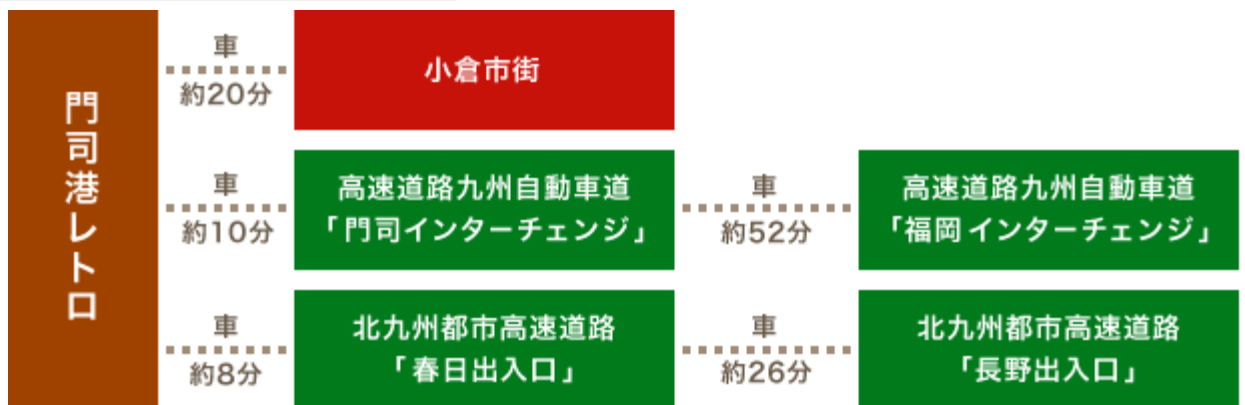 門司港レトロ
車
約20分
小倉市街
車
約10分
高速道路九州自動車道
「門司インターチェンジ」
車
約52分
高速道路九州自動車道
「福岡インターチェンジ」
車
約8分
北九州都市高速道路
「春日出入口」
車
約26分
北九州都市高速道路
「長野出入口」